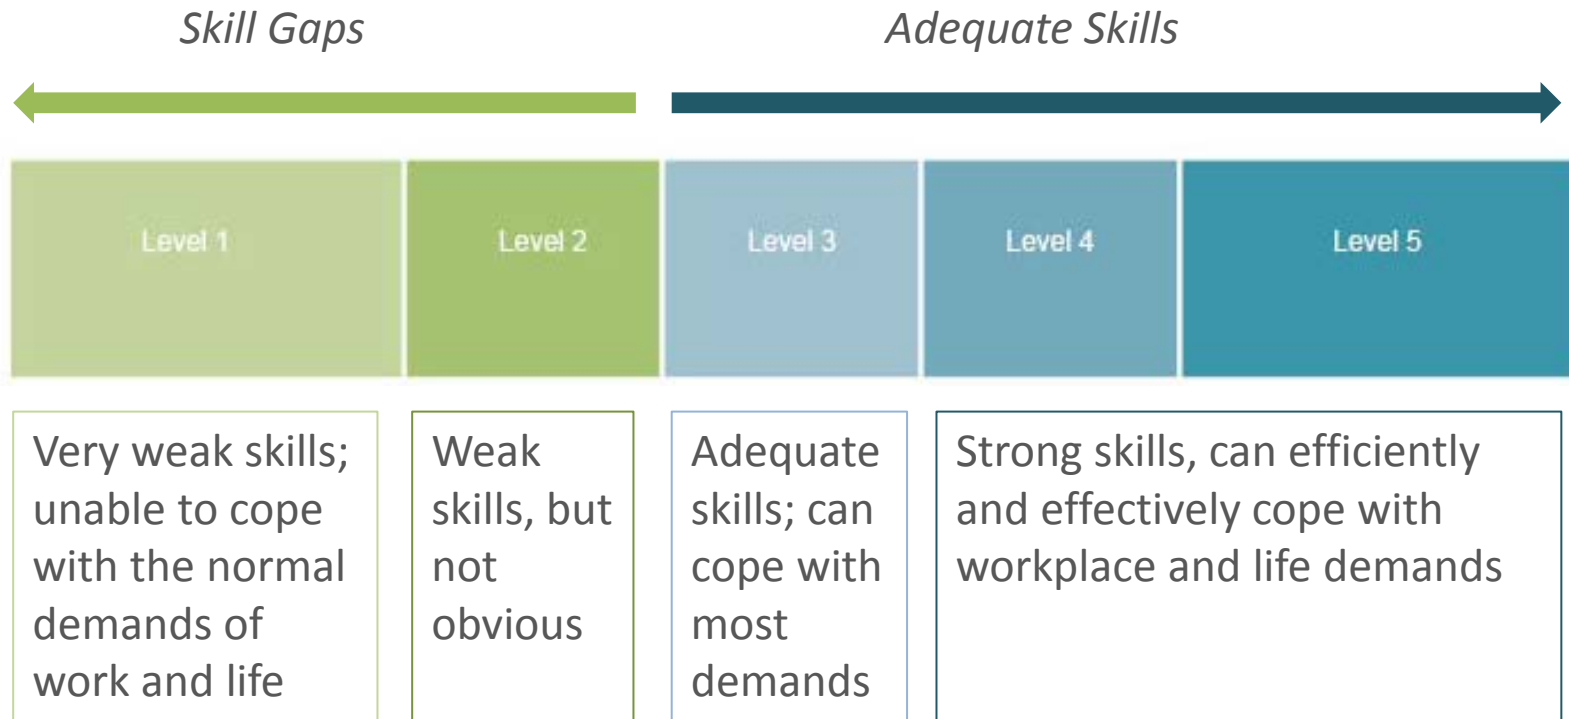 Skill Gaps
Adequate Skills
Level 1
Level 2
Level 3
Level 4
Level 5
Very weak skills;
unable to cope
with the normal
demands of
work and life
Weak
skills, but
not
obvious
Adequate
skills; can
cope with
most
demands
Strong skills, can efficiently
and effectively cope with
workplace and life demands